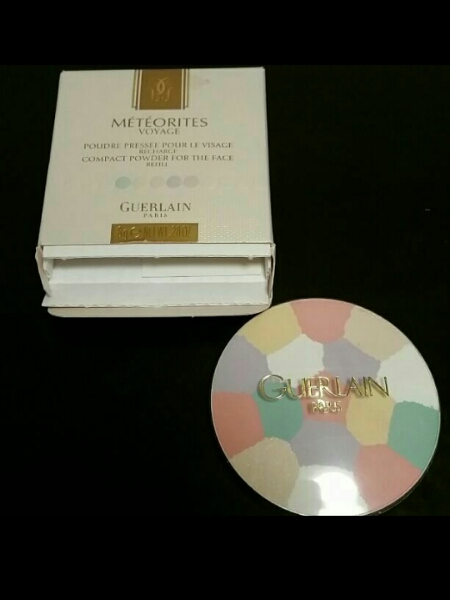 MÉTÉORITES
VOYAGE
POUDRE PRESSÉE POUR LE VISAGE
RECHARGE
COMPACT POWDER FOR THE FACE
REFILL
GUERLAIN
PARIS
GUERLAIN
PARIS